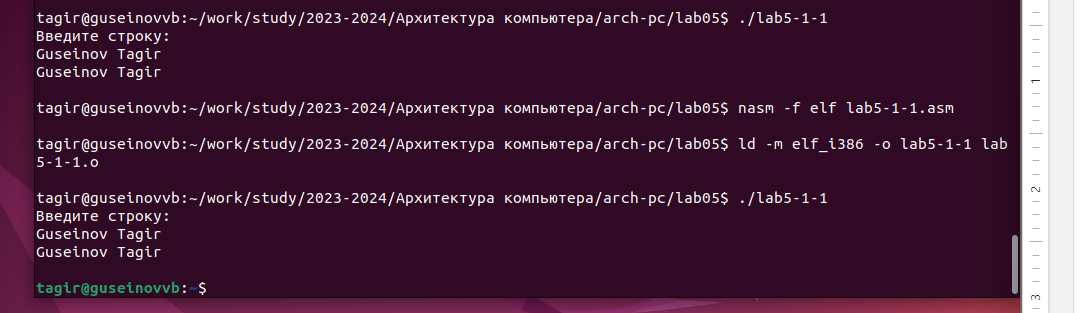 tagir@guseinovvb:~/work/study/2023-2024/Архитектура компьютера/arch-pc/lab05$ ./lab5-1-1
Введите строку:
Guseinov Tagir
Guseinov Tagir
tagir@guseinovvb:~/work/study/2023-2024/Архитектура компьютера/arch-pc/lab05$ nasm -f elf lab5-1-1.asm
tagir@guseinovvb:~/work/study/2023-2024/Архитектура компьютера/arch-pc/lab05$ ld -m elf_i386 -o lab5-1-1 lab
5-1-1.o
tagir@guseinovvb:~/work/study/2023-2024/Архитектура компьютера/arch-pc/lab05$ ./lab5-1-1
Введите строку:
Guseinov Tagir
Guseinov Tagir
tagir@guseinovvb:~$
1
2
3